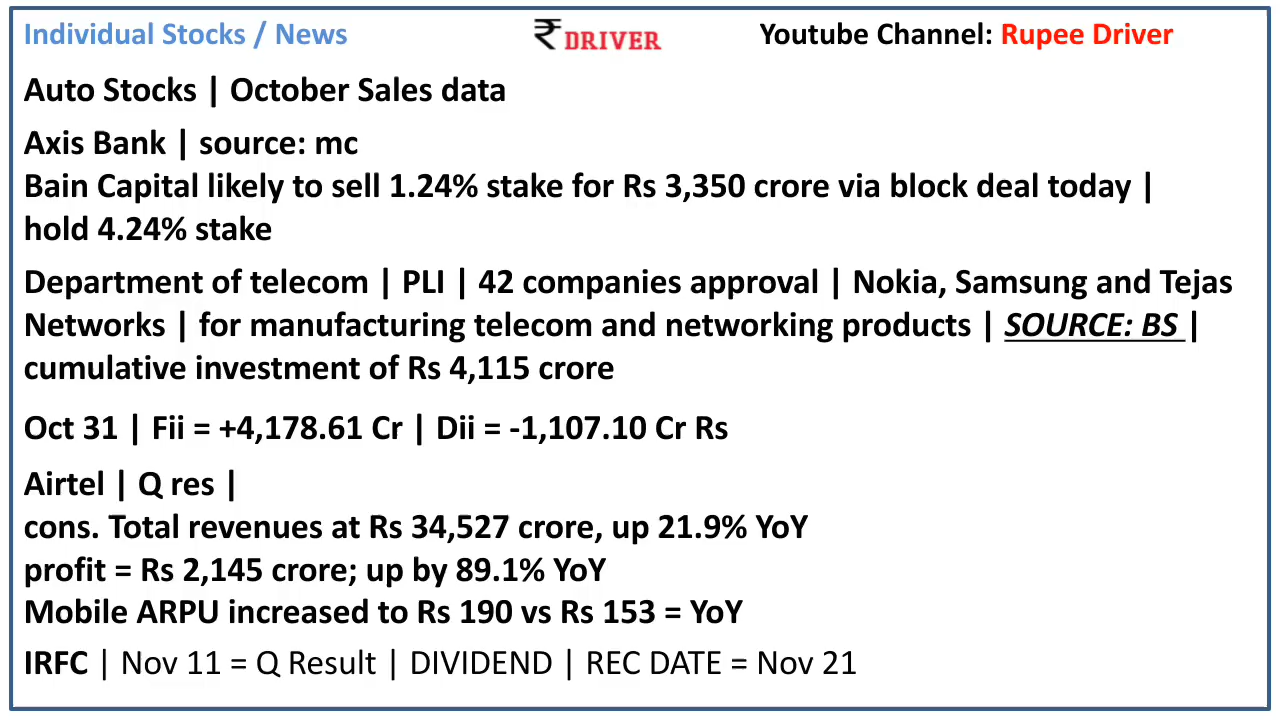 Individual Stocks / News
₹ DRIVER
Youtube Channel: Rupee Driver
Auto Stocks | October Sales data
Axis Bank | source: mc
Bain Capital likely to sell 1.24% stake for Rs 3,350 crore via block deal today |
hold 4.24% stake
Department of telecom | PLI | 42 companies approval | Nokia, Samsung and Tejas
Networks | for manufacturing telecom and networking products | SOURCE: BS |
cumulative investment of Rs 4,115 crore
Oct 31 | Fii = +4,178.61 Cr | Dii = -1,107.10 Cr Rs
Airtel | Q res |
cons. Total revenues at Rs 34,527 crore, up 21.9% YoY
profit = Rs 2,145 crore; up by 89.1% YoY
Mobile ARPU increased to Rs 190 vs Rs 153 = YoY
IRFC | Nov 11 = Q Result | DIVIDEND | REC DATE = Nov 21